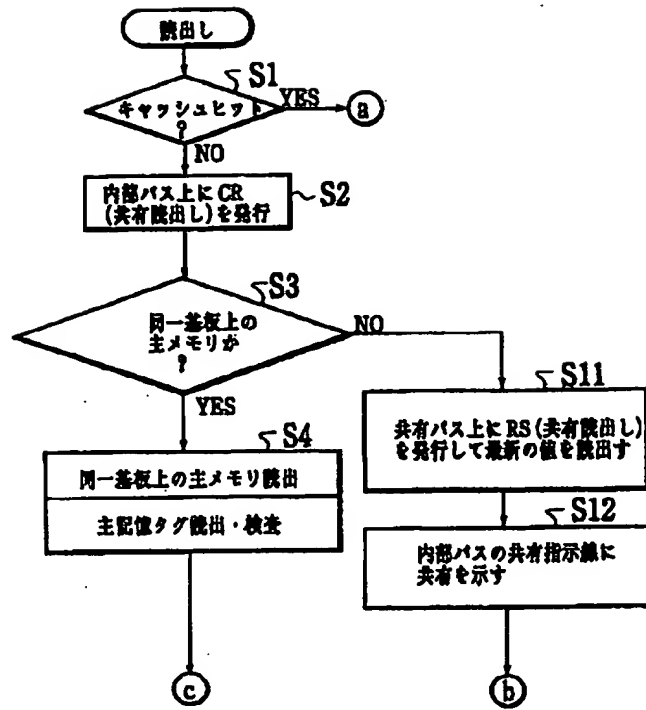 読出し
S1
キャッシュヒット
?
YES
a
NO
内部バス上に CR
(共有読出し)を発行
S2
S3
同一基板上の
主メモリか
?
NO
YES
S11
共有バス上に RS(共有読出し)
を発行して最新の値を読出す
S4
同一基板上の主メモリ読出
主記憶タグ読出・検査
S12
内部バスの共有指示線に
共有を示す
c
b